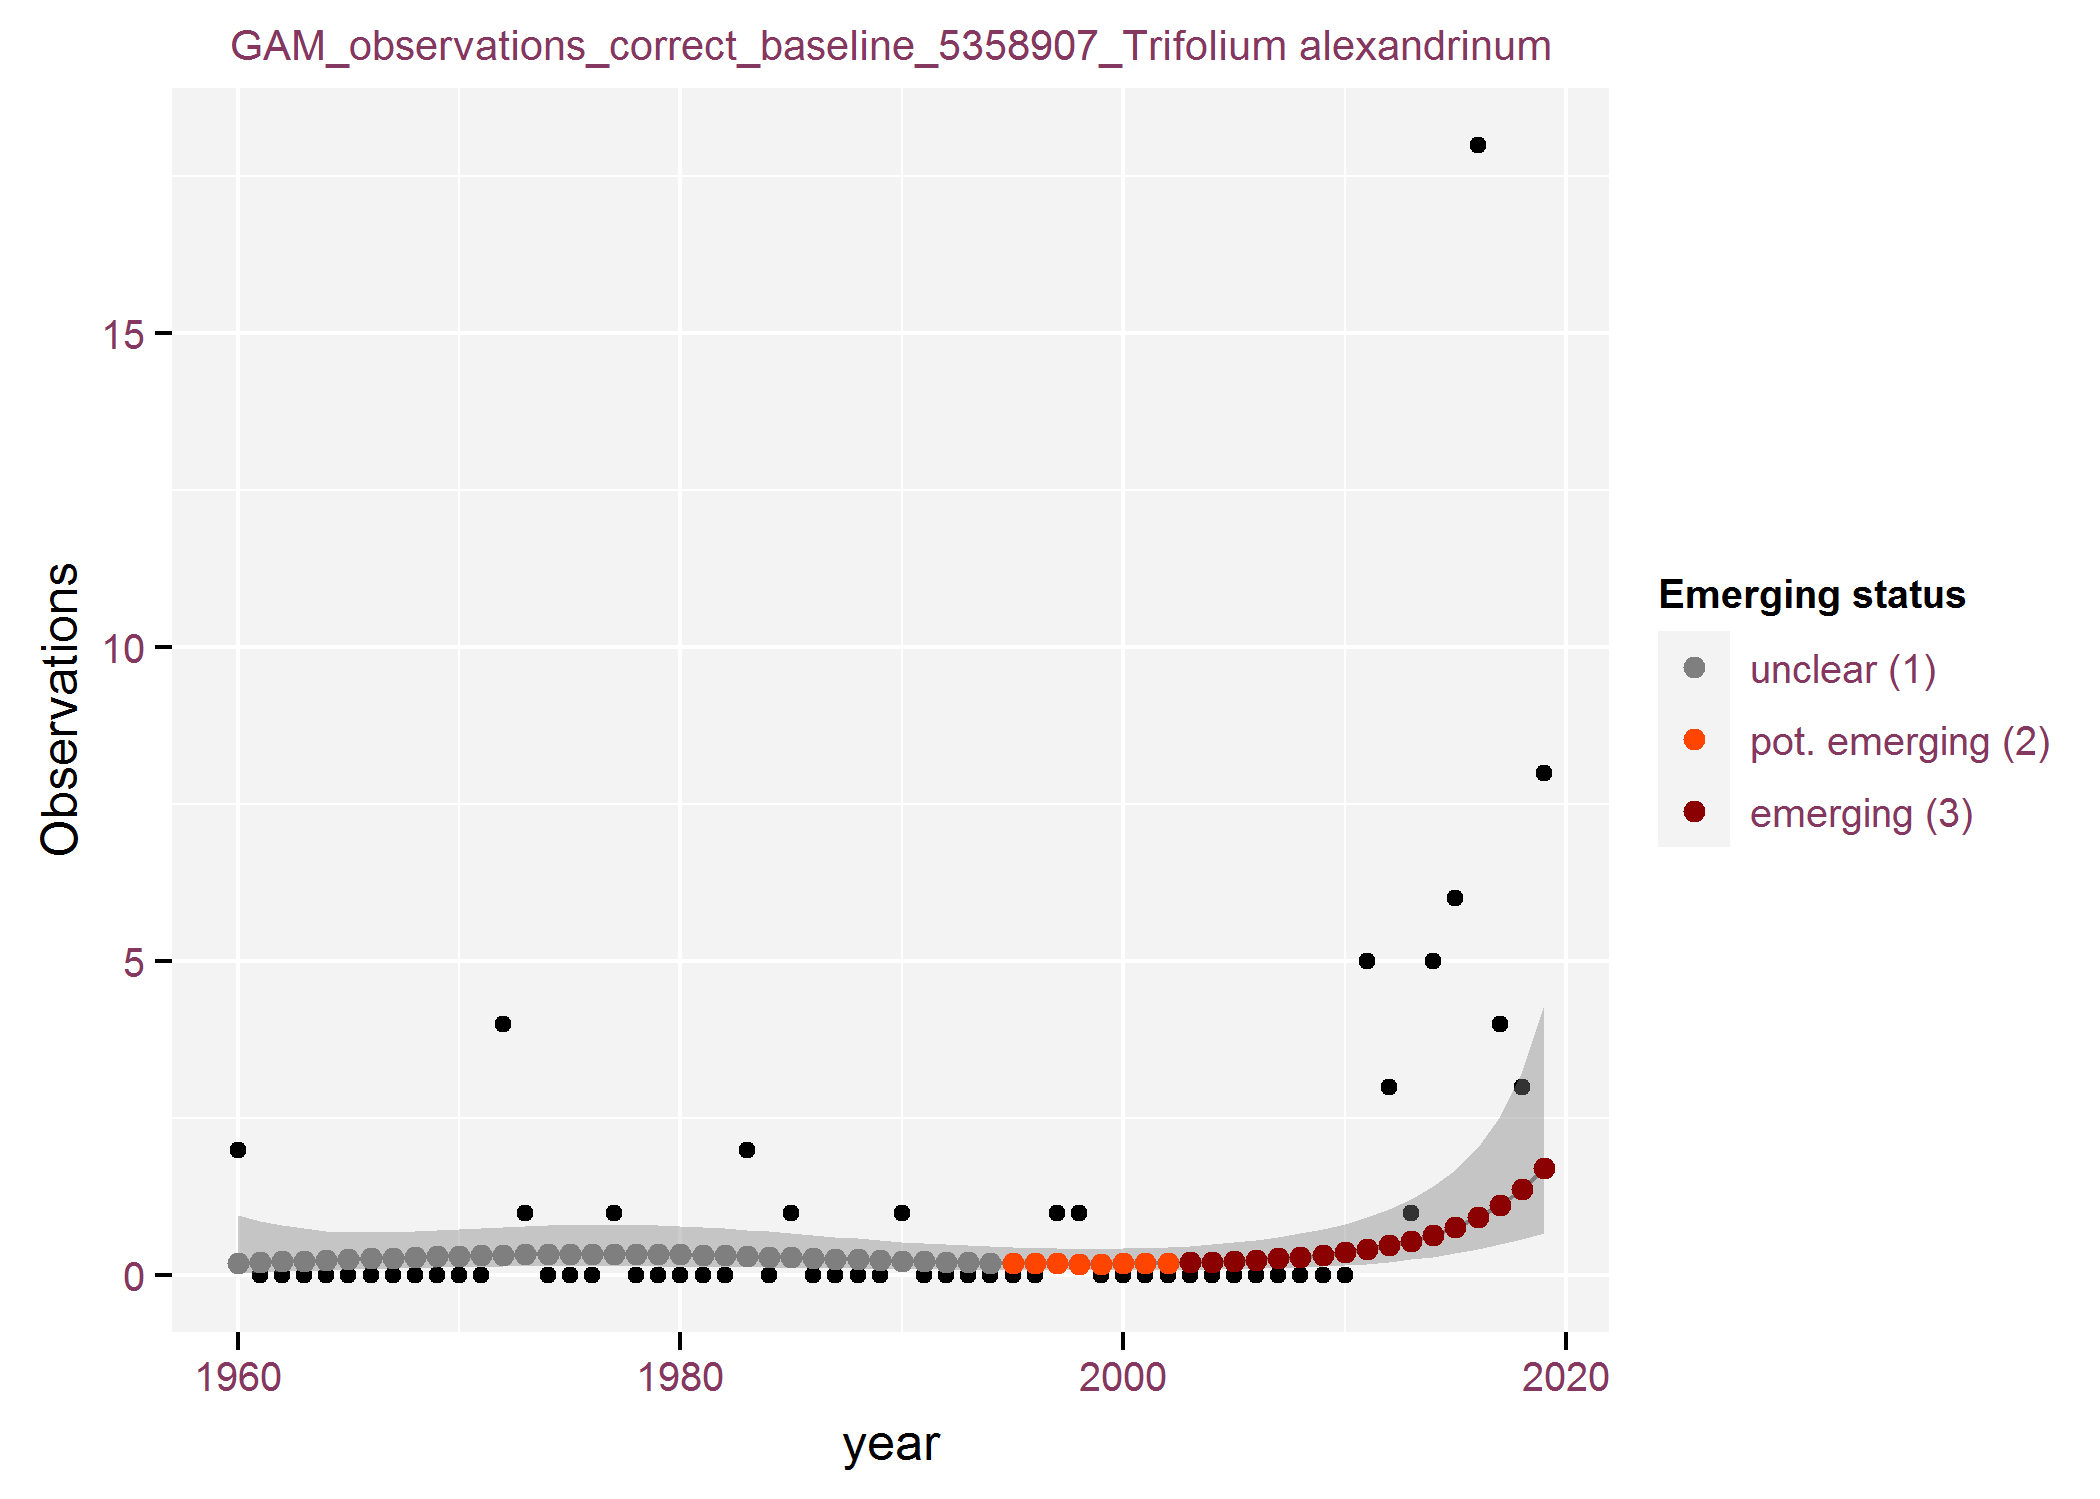 GAM_observations_correct_baseline_5358907_Trifolium alexandrinum
Observations
15
10
5
0
1960 1980 2000 2020
year
Emerging status
unclear (1)
pot. emerging (2)
emerging (3)